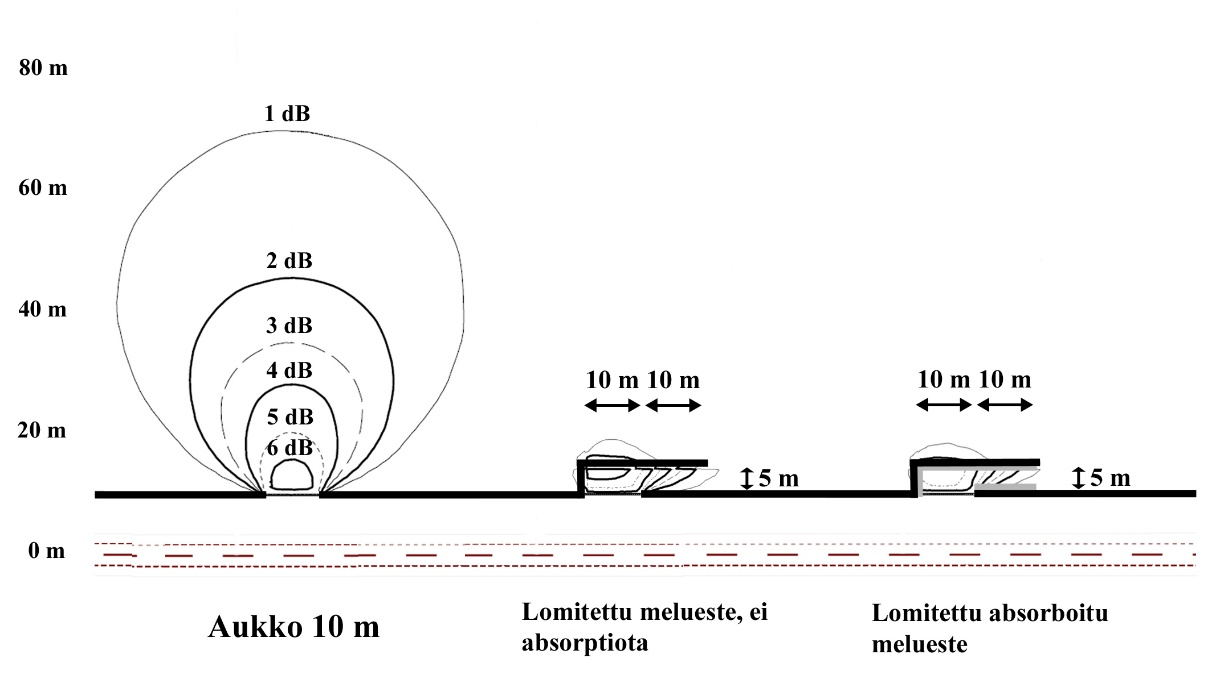 80 m
1 dB
60 m
2 dB
40 m
3 dB
4 dB
10 m 10 m
10 m 10 m
5 dB
20 m
6 dB
5 m
5 m
0 m
Aukko 10 m
Lomitettu melueste, ei
absorptiota
Lomitettu absorboitu
melueste